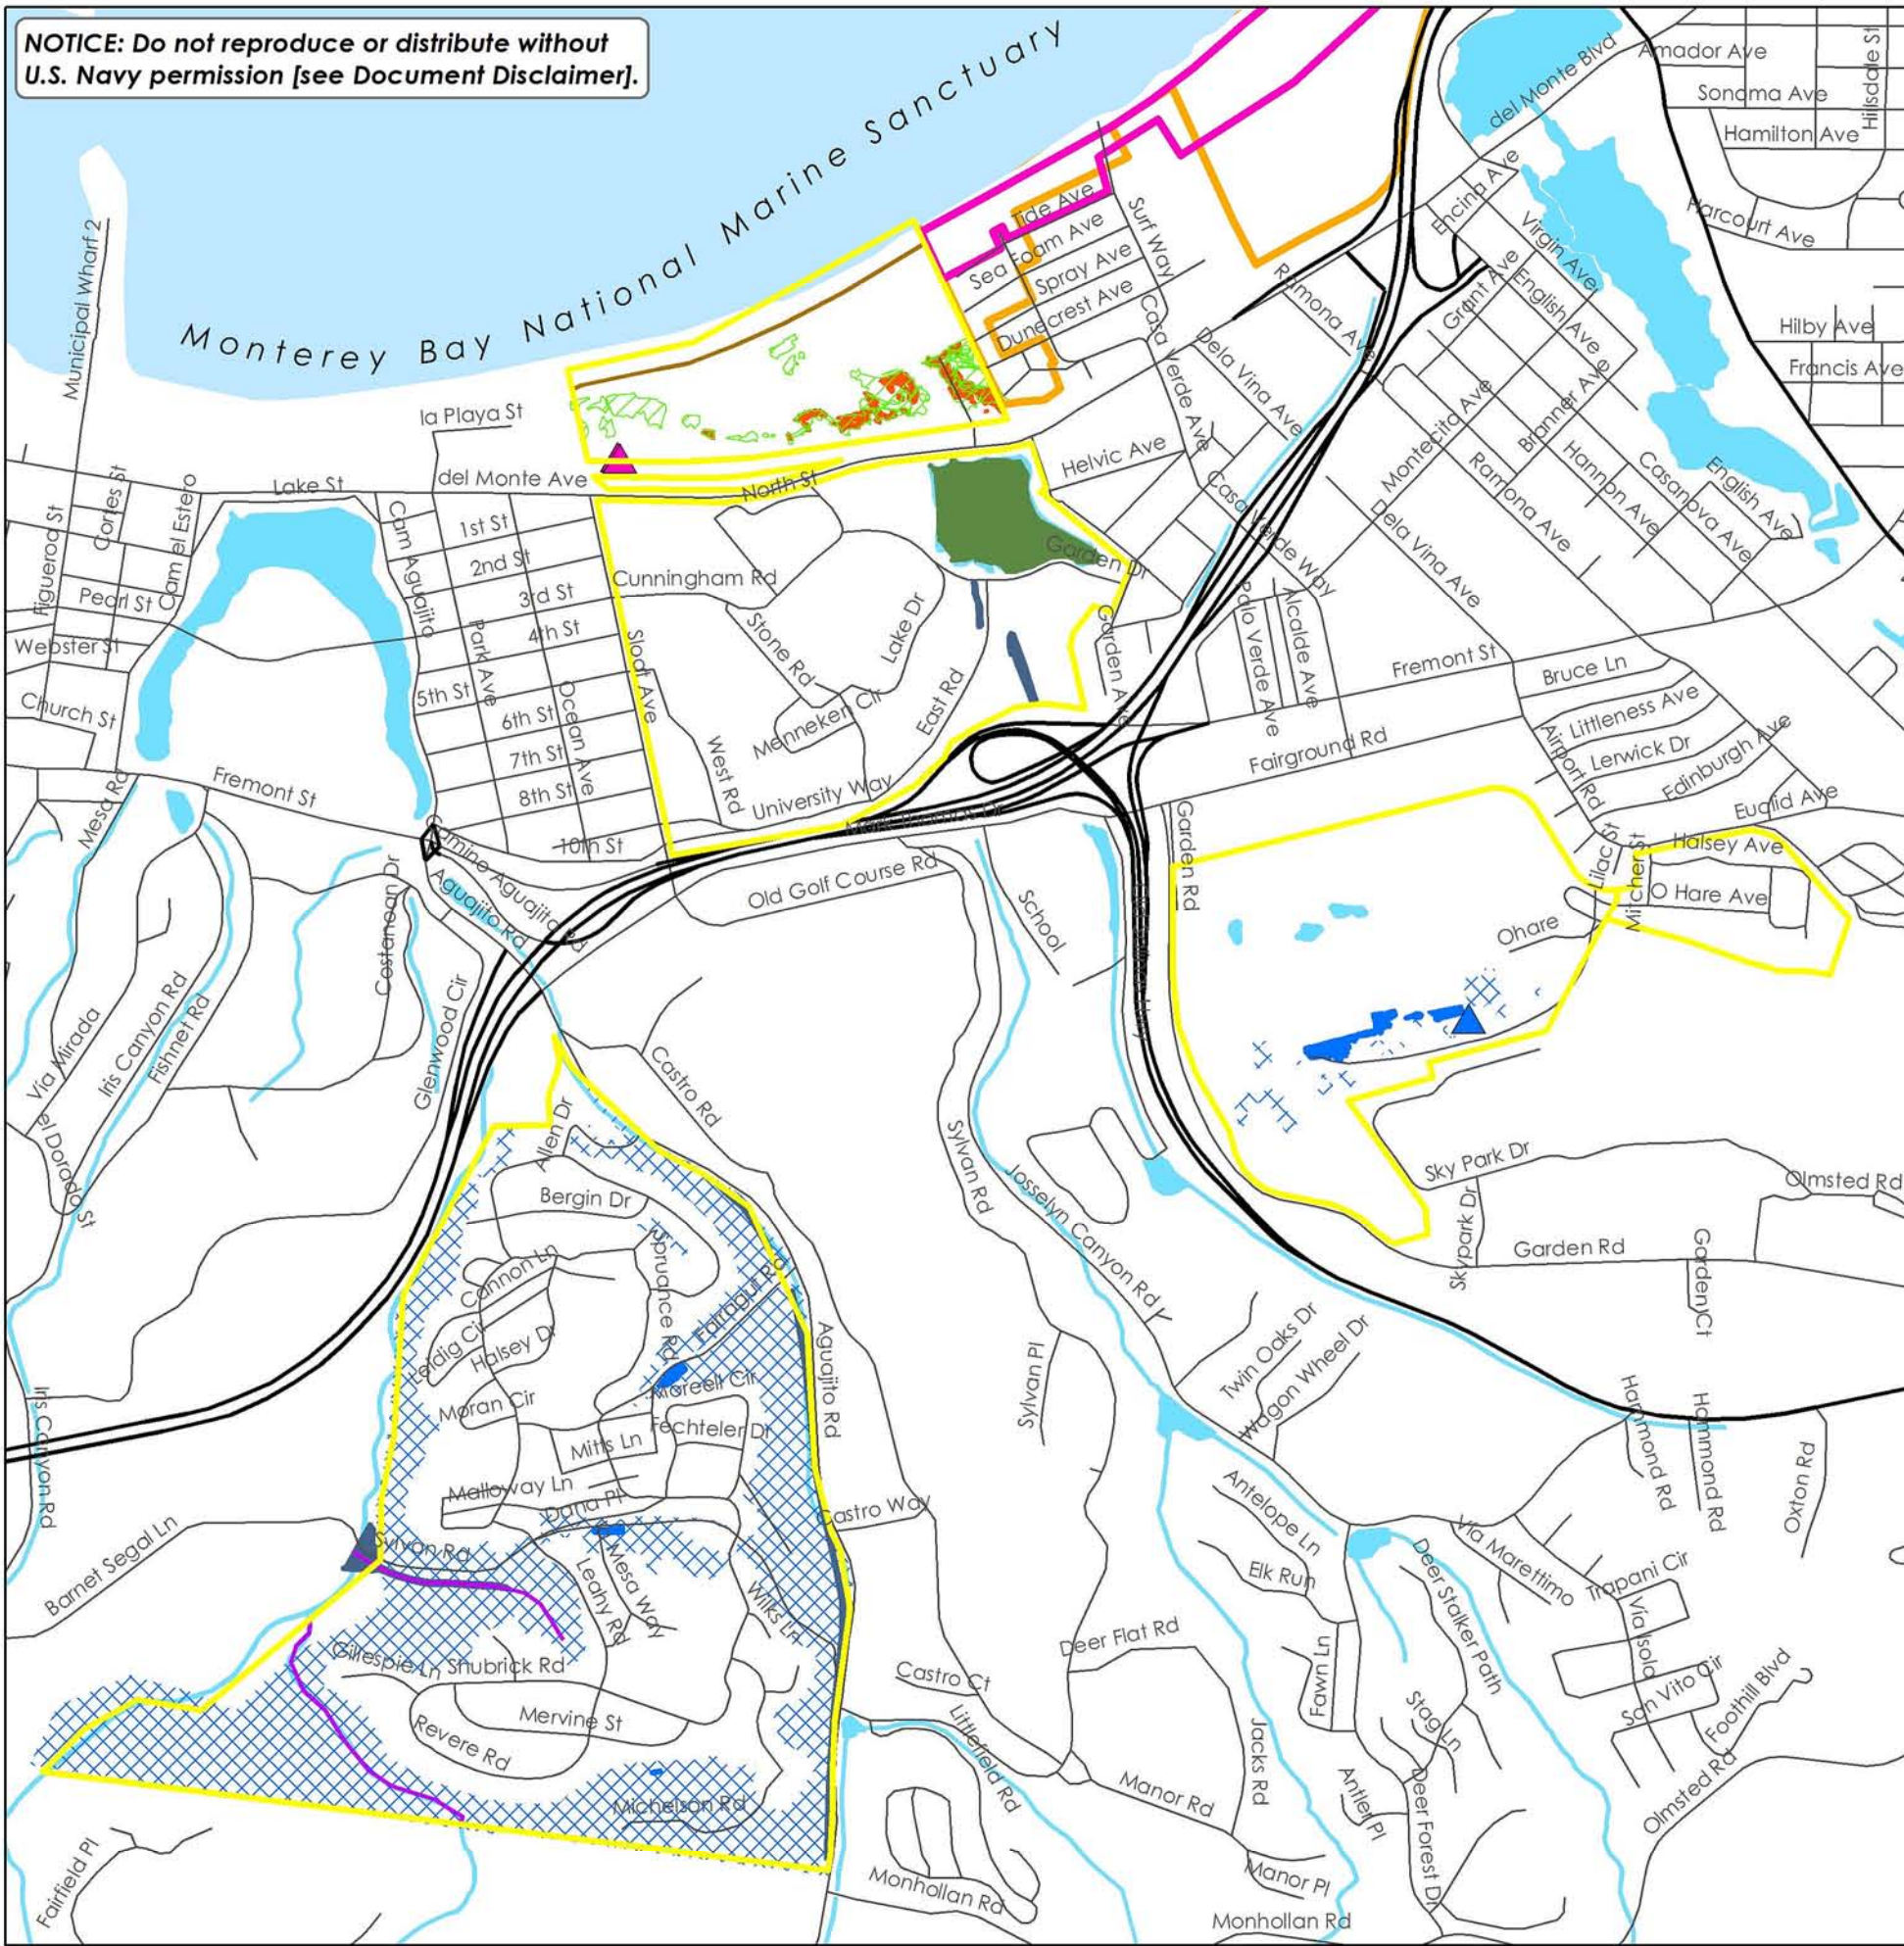 NOTICE: Do not reproduce or distribute without
U.S. Navy permission [see Document Disclaimer].
Monterey Bay National Marine Sanctuary
Municipal Wharf 2
del Monte Blvd
Amador Ave
Sonoma Ave
Hamilton Ave
Hillsdale St
Harcourt Ave
Hilby Ave
Francis Ave
Encina Ave
Virgin Ave
Tide Ave
Sea Foam Ave
Spray Ave
Dunecrest Ave
Surf Way
Casa Verde Ave
Ramona Ave
Grant Ave
English Ave
Dela Vina Ave
Montecito Ave
Branner Ave
Ramona Ave
Hannon Ave
Casanova Ave
English Ave
la Playa St
del Monte Ave
Lake St
North St
Helvic Ave
Casa Verde Way
Dela Vina Ave
Figueroa St
Cortes St
Cam el Estero
Cam Aguajito
Pearl St
Webster St
Church St
1st St
2nd St
3rd St
4th St
5th St
6th St
7th St
8th St
10th St
Park Ave
Ocean Ave
Sloat Ave
Cunningham Rd
Stone Rd
Lake Dr
Menneken Cir
East Rd
West Rd
University Way
Mark Thomas Dr
Garden Dr
Garden Ave
Palo Verde Ave
Alcalde Ave
Fremont St
Fairground Rd
Bruce Ln
Littleness Ave
Lerwick Dr
Edinburgh Ave
Airport Rd
Euclid Ave
Halsey Ave
Lilac St
Mitcher St
O Hare Ave
Ohare
Garden Rd
Fremont St
Mesa Rd
Camino Aguajito Rd
Aguajito Rd
Old Golf Course Rd
School
Costanean Dr
Glenwood Cir
Via Mirada
Iris Canyon Rd
Fishnet Rd
el Dorado St
Castro Rd
Sylvan Rd
Josselyn Canyon Rd
Sky Park Dr
Skypark Dr
Olmsted Rd
Garden Rd
Garden Ct
Allen Dr
Bergin Dr
Cannon Ln
Spruance Rd
Farragut Rd
Leidig Cir
Halsey Dr
Moreell Cir
Moran Cir
Fechteler Dr
Mitts Ln
Malloway Ln
Dana Pl
Aguajito Rd
Castro Way
Sylvan Pl
Twin Oaks Dr
Wagon Wheel Dr
Hammond Rd
Hammond Rd
Oxton Rd
Iris Canyon Rd
Barnet Segal Ln
Sylvan Rd
Leahy Rd
Mesa Way
Wilks Ln
Gillespie Ln
Shubrick Rd
Mervine St
Revere Rd
Michelson Rd
Antelope Ln
Elk Run
Via Marettimo
Trapani Cir
Via Isola
Deer Stalker Path
San Vito Cir
Foothill Blvd
Olmsted Rd
Deer Flat Rd
Fawn Ln
Stag Ln
Castro Ct
Littlefield Rd
Manor Rd
Jacks Rd
Antler Pl
Deer Forest Dr
Manor Pl
Monhollan Rd
Monhollan Rd
Fairfield Pl